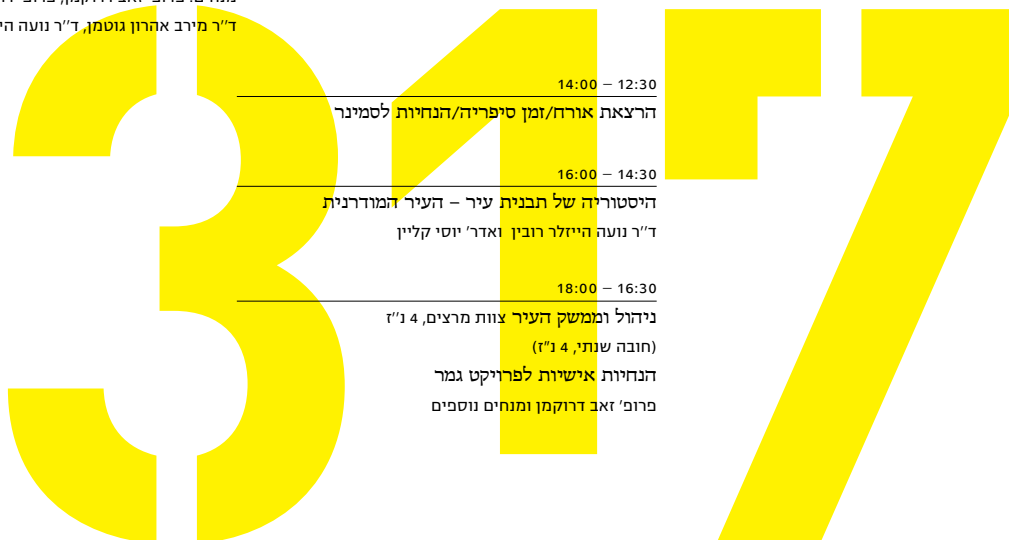 ד״ר מירב אהרון גוטמן, ד״ר נועה
12:30 – 14:00
הרצאת אורח/זמן סיפריה/הנחיות לסמינר
14:30 – 16:00
היסטוריה של תבנית עיר – העיר המודרנית
ד״ר נועה הייזלר רובין ואדר׳ יוסי קליין
16:30 – 18:00
ניהול וממשק העיר צוות מרצים, 4 נ״ז
(חובה שנתי, 4 נ״ז)
הנחיות אישיות לפרויקט גמר
פרופ׳ זאב דרוקמן ומנחים נוספים
317